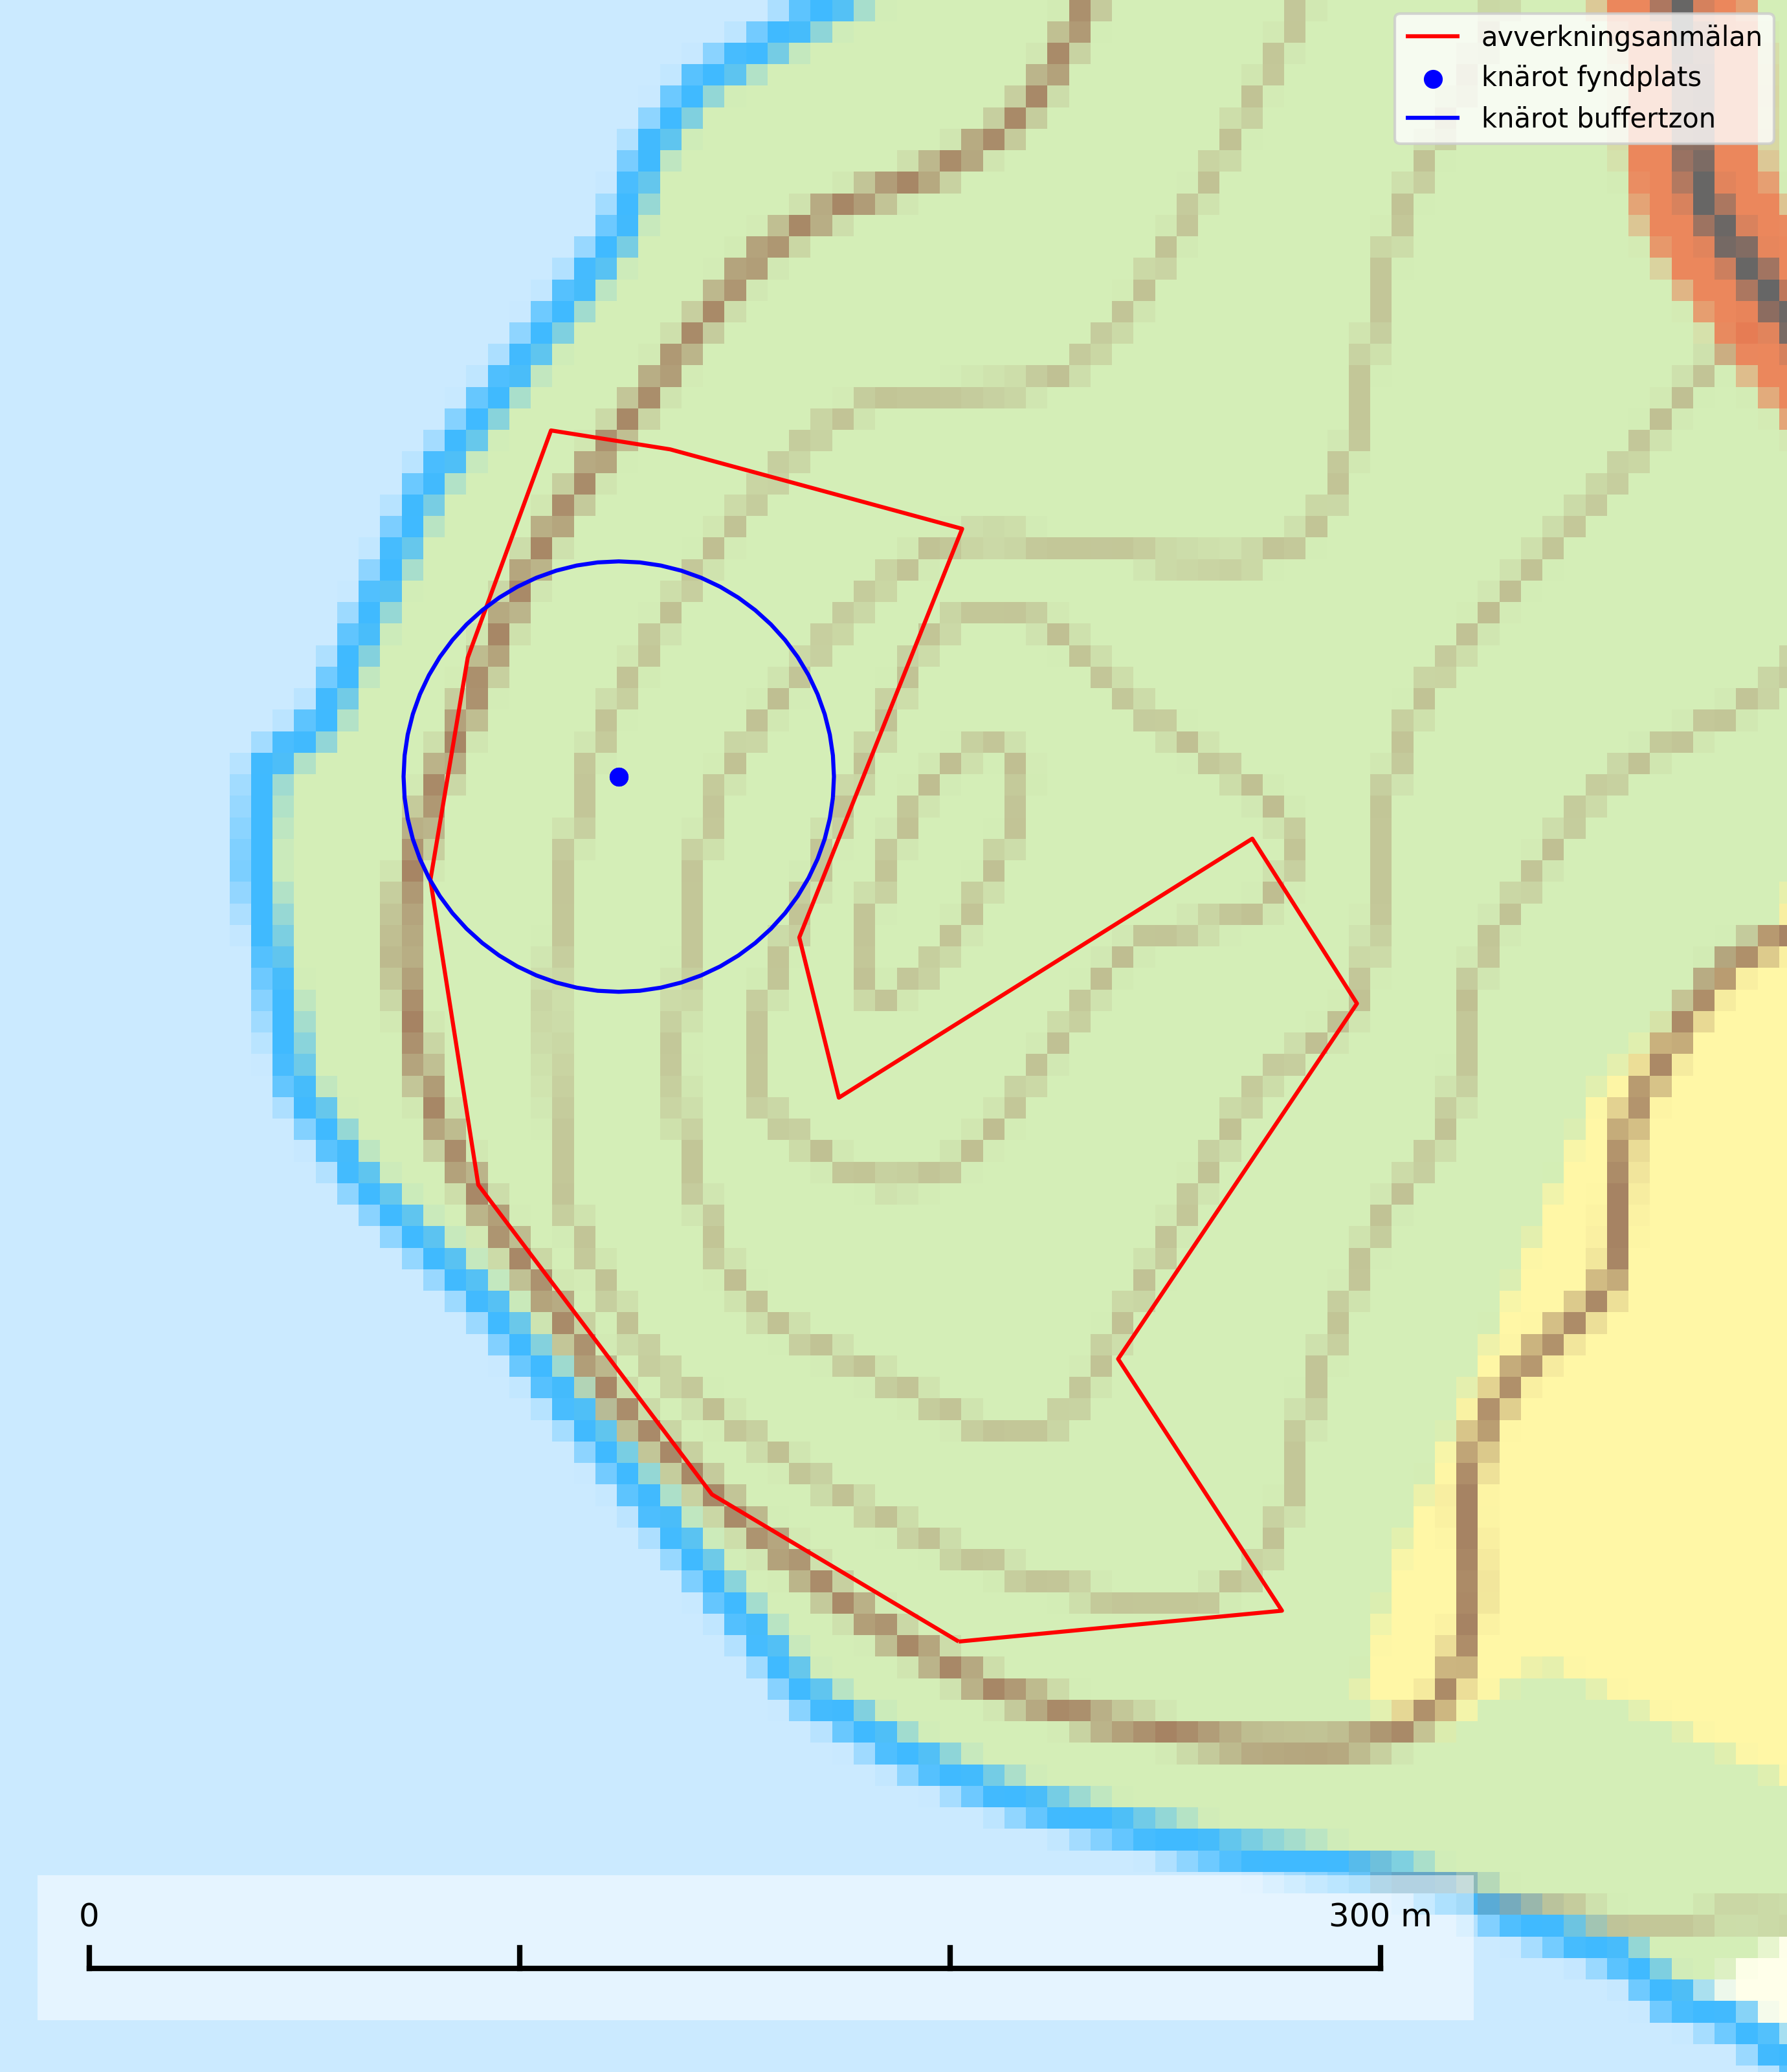 avverkningsanmälan
knärot fyndplats
knärot buffertzon
0 300 m